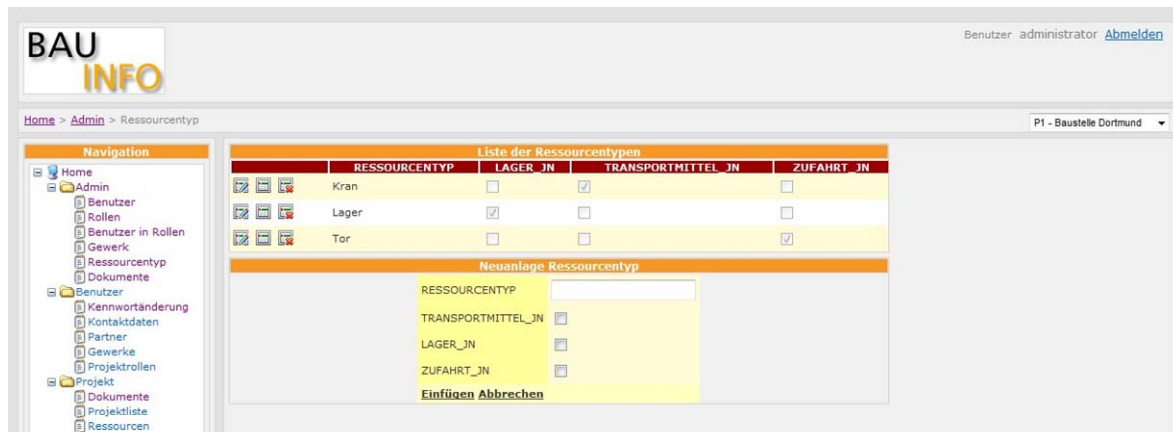 BAU
INFO
Benutzer administrator Abmelden
Home > Admin > Ressourcentyp
P1 - Baustelle Dortmund
Navigation
Home
Admin
Benutzer
Rollen
Benutzer in Rollen
Gewerk
Ressourcentyp
Dokumente
Benutzer
Kennwortänderung
Kontaktdaten
Partner
Gewerke
Projektrollen
Projekt
Dokumente
Projektliste
Ressourcen
Liste der Ressourcentypen
RESSOURCENTYP LAGER_JN TRANSPORTMITTEL_JN ZUFAHRT_JN
Kran
Lager
Tor
Neuanlage Ressourcentyp
RESSOURCENTYP
TRANSPORTMITTEL_JN
LAGER_JN
ZUFAHRT_JN
Einfügen Abbrechen